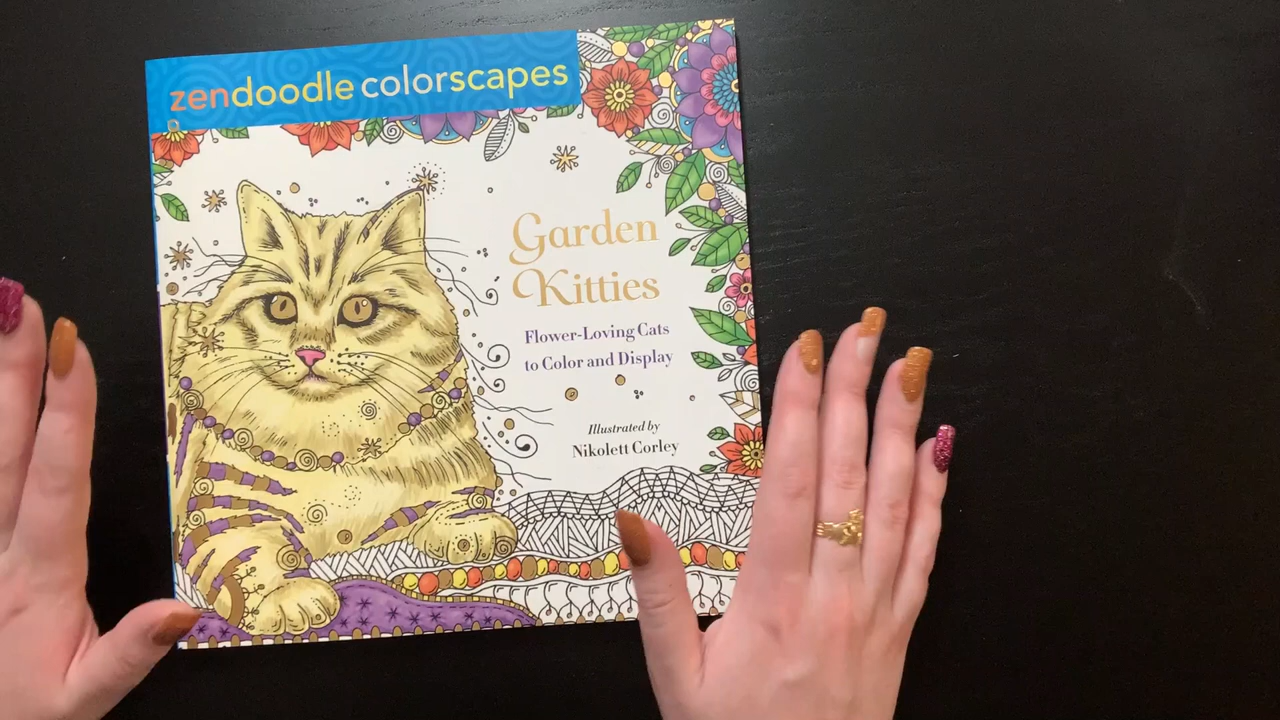 zendoodle colorscapes
Garden
Kitties
Flower-Loving Cats
to Color and Display
Illustrated by
Nikolett Corley